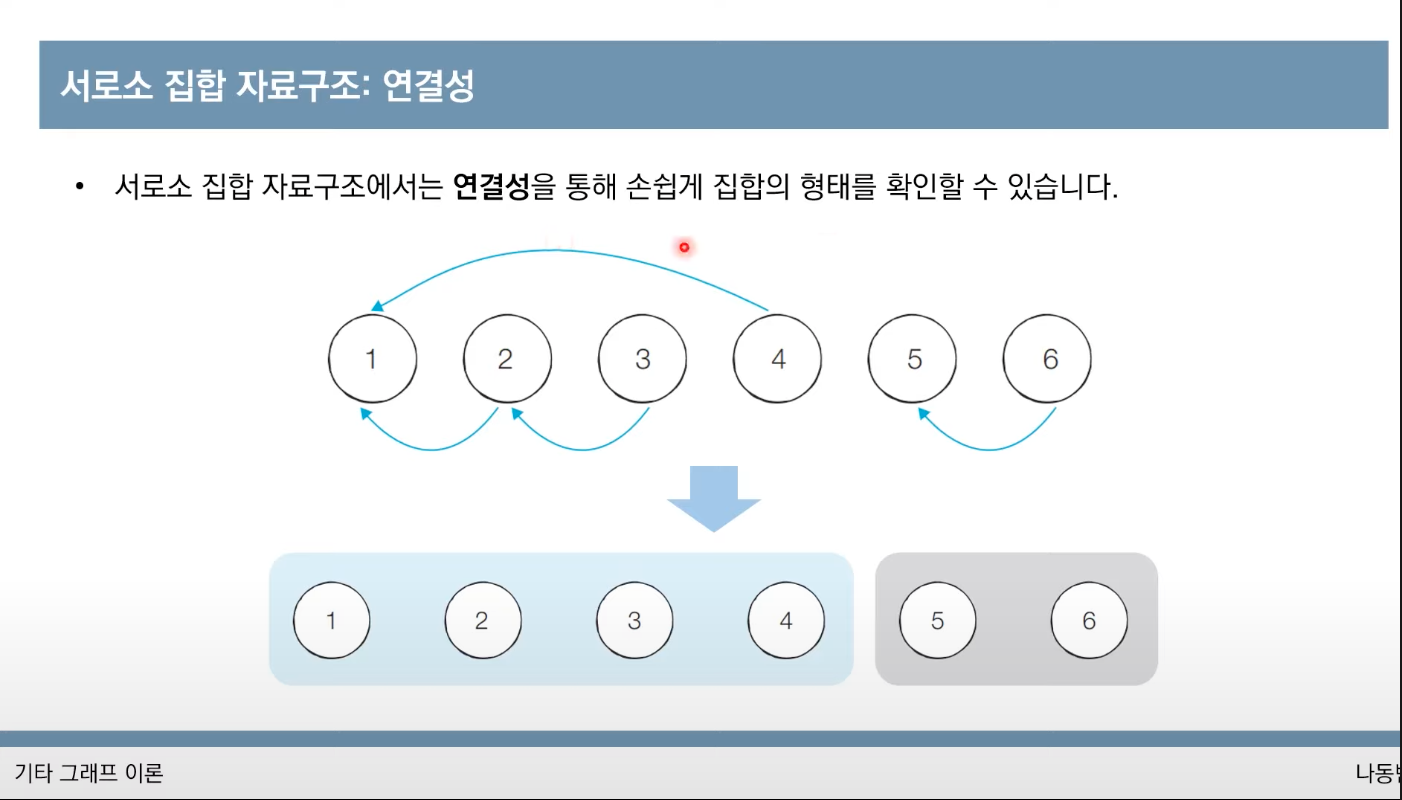 서로소 집합 자료구조: 연결성
• 서로소 집합 자료구조에서는 연결성을 통해 손쉽게 집합의 형태를 확인할 수 있습니다.
1 2 3 4 5 6
1 2 3 4 5 6
기타 그래프 이론
나동